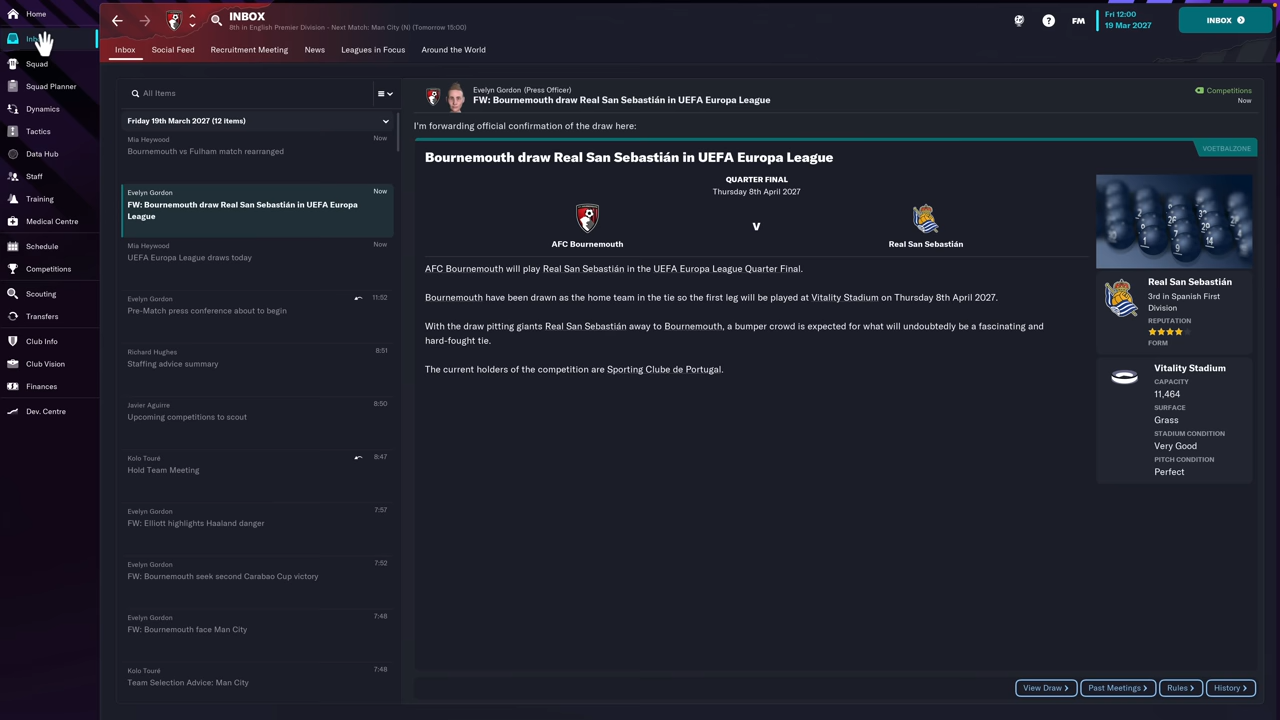 Home
INBOX
8th in English Premier Division - Next Match: Man City (N) (Tomorrow 15:00)
FM
Fri 12:00
19 Mar 2027
INBOX
Squad
Squad Planner
Dynamics
Tactics
Data Hub
Staff
Training
Medical Centre
Schedule
Competitions
Scouting
Transfers
Club Info
Club Vision
Finances
Dev. Centre
Inbox
Social Feed
Recruitment Meeting
News
Leagues in Focus
Around the World
All Items
Friday 19th March 2027 (12 items)
Mia Heywood
Now
Bournemouth vs Fulham match rearranged
Evelyn Gordon
Now
FW: Bournemouth draw Real San Sebastián in UEFA Europa
League
Mia Heywood
Now
UEFA Europa League draws today
Evelyn Gordon
11:52
Pre-Match press conference about to begin
Richard Hughes
8:51
Staffing advice summary
Javier Aguirre
8:50
Upcoming competitions to scout
Kolo Touré
8:47
Hold Team Meeting
Evelyn Gordon
7:57
FW: Elliott highlights Haaland danger
Evelyn Gordon
7:52
FW: Bournemouth seek second Carabao Cup victory
Evelyn Gordon
7:48
FW: Bournemouth face Man City
Kolo Touré
7:48
Team Selection Advice: Man City
Evelyn Gordon (Press Officer)
FW: Bournemouth draw Real San Sebastián in UEFA Europa League
Competitions
Now
I'm forwarding official confirmation of the draw here:
Bournemouth draw Real San Sebastián in UEFA Europa League
VOETBALZONE
QUARTER FINAL
Thursday 8th April 2027
AFC Bournemouth
V
Real San Sebastián
AFC Bournemouth will play Real San Sebastián in the UEFA Europa League Quarter Final.
Bournemouth have been drawn as the home team in the tie so the first leg will be played at Vitality Stadium on Thursday 8th April 2027.
With the draw pitting giants Real San Sebastián away to Bournemouth, a bumper crowd is expected for what will undoubtedly be a fascinating and
hard-fought tie.
The current holders of the competition are Sporting Clube de Portugal.
Real San Sebastián
3rd in Spanish First
Division
REPUTATION
FORM
Vitality Stadium
CAPACITY
11,464
SURFACE
Grass
STADIUM CONDITION
Very Good
PITCH CONDITION
Perfect
View Draw
Past Meetings
Rules
History